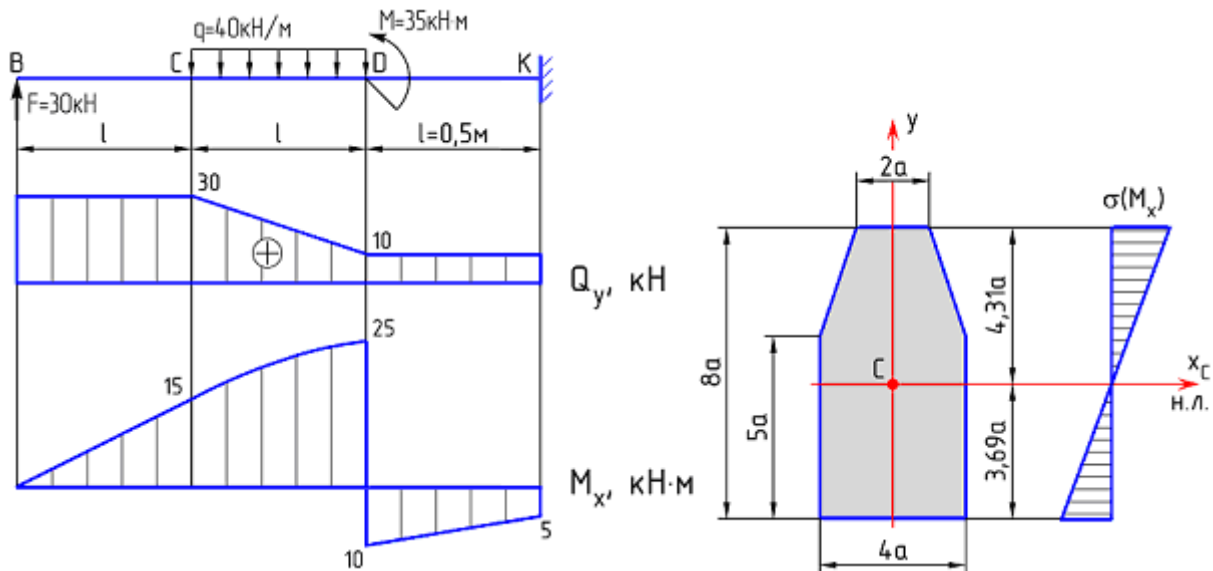 q=40кН/м
M=35кН·м
B
C
D
K
F=30кН
l
l
l=0,5м
30
10
Qy, кН
25
15
Mx, кН·м
10
5
y
2a
σ(Mx)
8a
5a
C
4,31a
3,69a
xC
н.л.
4a